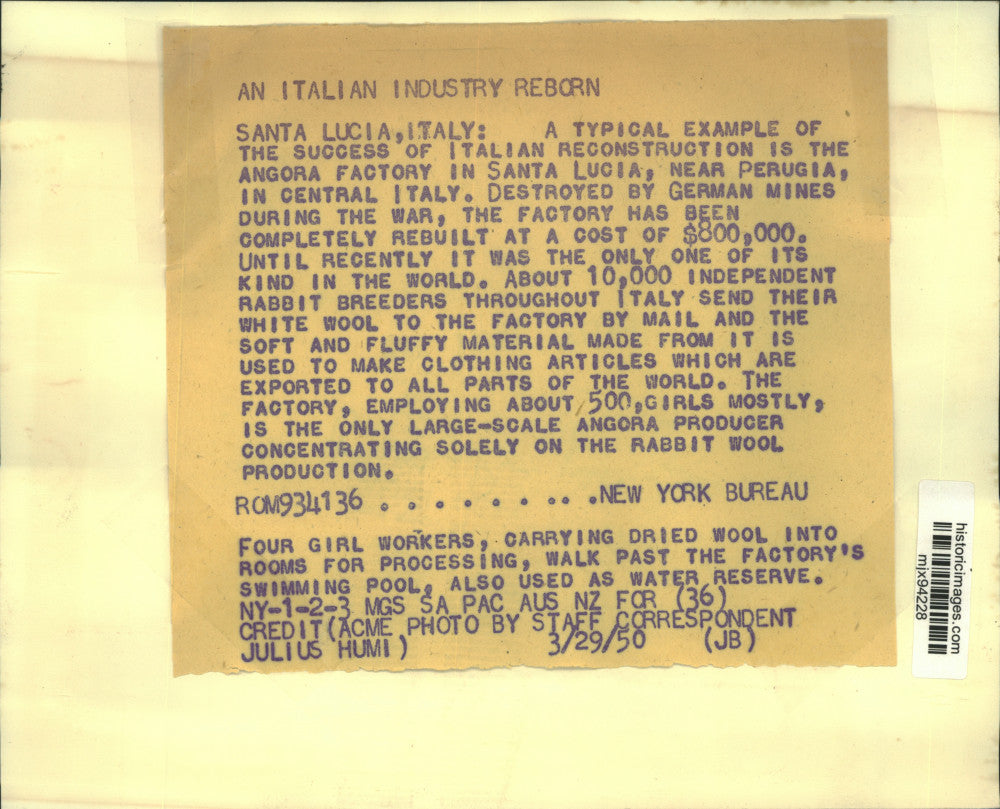 AN ITALIAN INDUSTRY REBORN
SANTA LUCIA, ITALY: A TYPICAL EXAMPLE OF
THE SUCCESS OF ITALIAN RECONSTRUCTION IS THE
ANGORA FACTORY IN SANTA LUCIA, NEAR PERUGIA,
IN CENTRAL ITALY. DESTROYED BY GERMAN MINES
DURING THE WAR, THE FACTORY HAS BEEN
COMPLETELY REBUILT AT A COST OF $800,000.
UNTIL RECENTLY IT WAS THE ONLY ONE OF ITS
KIND IN THE WORLD. ABOUT 10,000 INDEPENDENT
RABBIT BREEDERS THROUGHOUT ITALY SEND THEIR
WHITE WOOL TO THE FACTORY BY MAIL AND THE
SOFT AND FLUFFY MATERIAL MADE FROM IT IS
USED TO MAKE CLOTHING ARTICLES WHICH ARE
EXPORTED TO ALL PARTS OF THE WORLD. THE
FACTORY, EMPLOYING ABOUT 500,GIRLS MOSTLY,
IS THE ONLY LARGE-SCALE ANGORA PRODUCER
CONCENTRATING SOLELY ON THE RABBIT WOOL
PRODUCTION.
ROM934136 . . . . . . . .. .NEW YORK BUREAU
FOUR GIRL WORKERS, CARRYING DRIED WOOL INTO
ROOMS FOR PROCESSING, WALK PAST THE FACTORY'S
SWIMMING POOL, ALSO USED AS WATER RESERVE.
NY-1-2-3 MGS SA PAC AUS NZ FOR (36)
CREDIT(ACME PHOTO BY STAFF CORRESPONDENT
JULIUS HUMI) 3/29/50 (JB)
historicimages.com
mjx94228